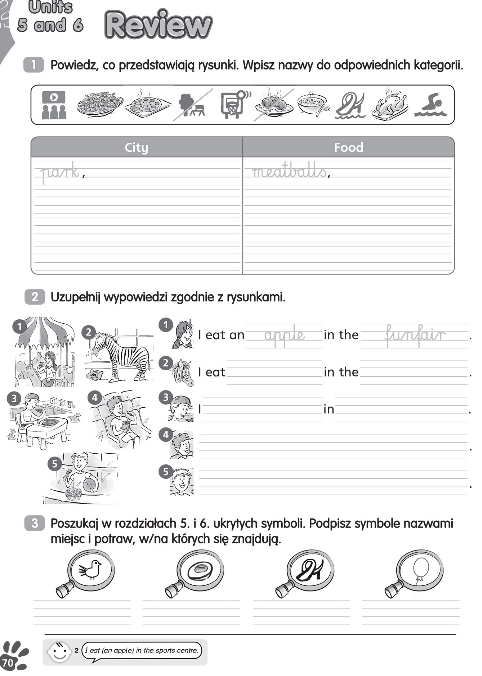 Units
5 and 6
Review
1 Powiedz, co przedstawiają rysunki. Wpisz nazwy do odpowiednich kategorii.
City Food
park, meatballs,
2 Uzupełnij wypowiedzi zgodnie z rysunkami.
1 2 3 4 5
1 I eat an apple in the funfair.
2 I eat in the .
3 I in .
4 .
5 .
3 Poszukaj w rozdziałach 5. i 6. ukrytych symboli. Podpisz symbole nazwami
miejsc i potraw, w/na których się znajdują.
70
2 I eat (an apple) in the sports centre.